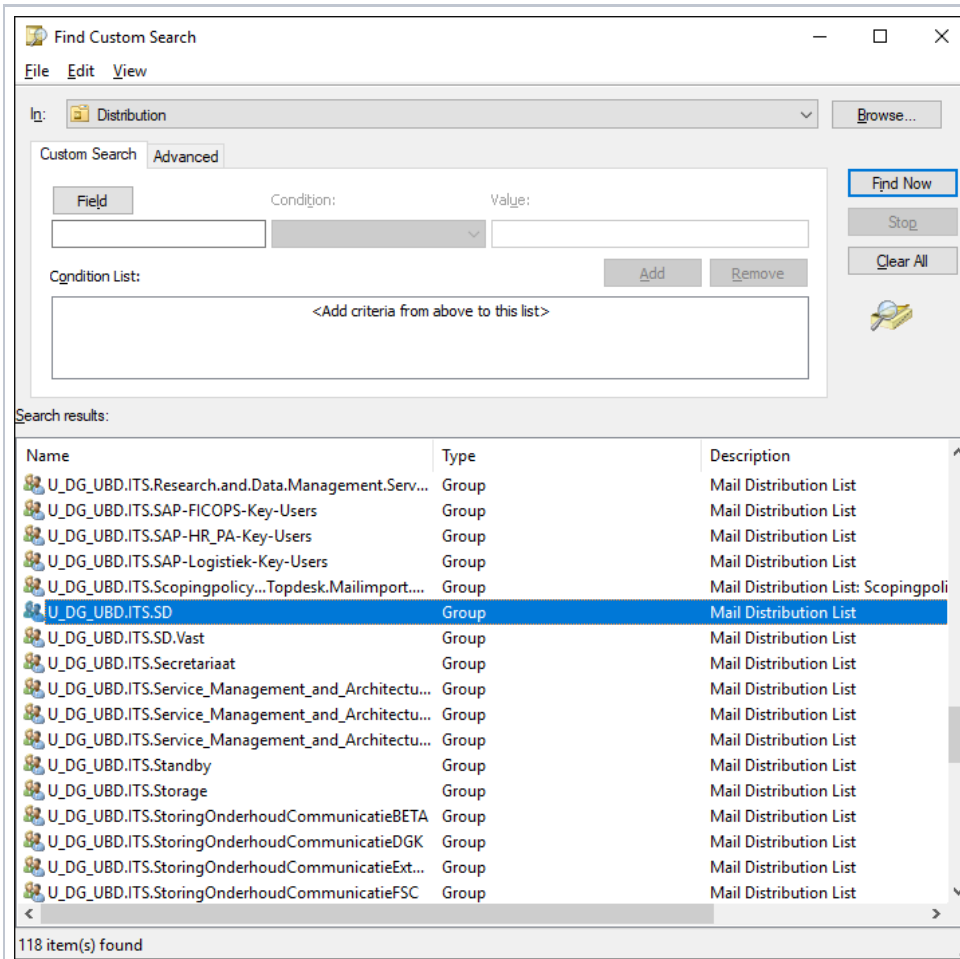 Find Custom Search
File Edit View
In: Distribution Browse...
Custom Search Advanced
Find Now
Field Condition: Value:
Stop
Clear All
Condition List: Add Remove
<Add criteria from above to this list>
Search results:
Name Type Description
U_DG_UBD.ITS.Research.and.Data.Management.Serv... Group Mail Distribution List
U_DG_UBD.ITS.SAP-FICOPS-Key-Users Group Mail Distribution List
U_DG_UBD.ITS.SAP-HR_PA-Key-Users Group Mail Distribution List
U_DG_UBD.ITS.SAP-Logistiek-Key-Users Group Mail Distribution List
U_DG_UBD.ITS.Scopingpolicy...Topdesk.Mailimport.... Group Mail Distribution List: Scopingpoli
U_DG_UBD.ITS.SD Group Mail Distribution List
U_DG_UBD.ITS.SD.Vast Group Mail Distribution List
U_DG_UBD.ITS.Secretariaat Group Mail Distribution List
U_DG_UBD.ITS.Service_Management_and_Architectu... Group Mail Distribution List
U_DG_UBD.ITS.Service_Management_and_Architectu... Group Mail Distribution List
U_DG_UBD.ITS.Service_Management_and_Architectu... Group Mail Distribution List
U_DG_UBD.ITS.Standby Group Mail Distribution List
U_DG_UBD.ITS.Storage Group Mail Distribution List
U_DG_UBD.ITS.StoringOnderhoudCommunicatieBETA Group Mail Distribution List
U_DG_UBD.ITS.StoringOnderhoudCommunicatieDGK Group Mail Distribution List
U_DG_UBD.ITS.StoringOnderhoudCommunicatieExt... Group Mail Distribution List
U_DG_UBD.ITS.StoringOnderhoudCommunicatieFSC Group Mail Distribution List
118 item(s) found